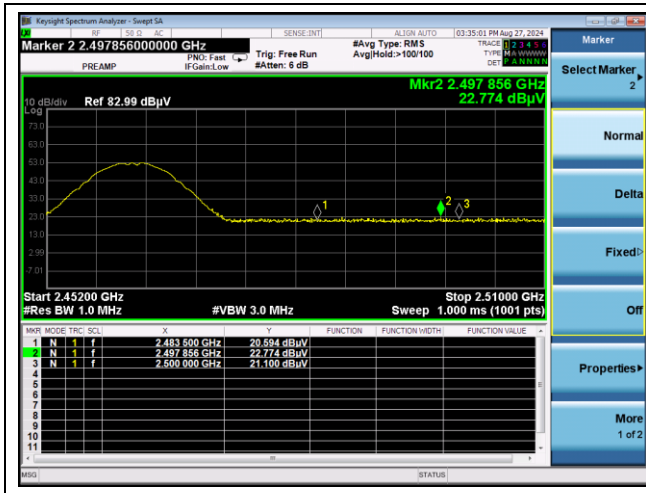 Keysight Spectrum Analyzer - Swept SA
RF 50 Ω AC SENSE:INT ALIGN AUTO 03:35:01 PM Aug 27, 2024
Marker 2 2.497856000000 GHz
PREAMP
PNO: Fast
IFGain:Low
Trig: Free Run
#Atten: 6 dB
#Avg Type: RMS
Avg|Hold:>100/100
TRACE 1 2 3 4 5 6
TYPE M A WWWW
DET P A N N N N
Mkr2 2.497 856 GHz
22.774 dBµV
10 dB/div Ref 82.99 dBµV
Log
73.0
63.0
53.0
43.0
33.0
23.0
13.0
2.99
-7.01
1
2
3
Start 2.45200 GHz Stop 2.51000 GHz
#Res BW 1.0 MHz #VBW 3.0 MHz Sweep 1.000 ms (1001 pts)
MKR MODE TRC SCL X Y FUNCTION FUNCTION WIDTH FUNCTION VALUE
1 N 1 f 2.483 500 GHz 20.594 dBµV
2 N 1 f 2.497 856 GHz 22.774 dBµV
3 N 1 f 2.500 000 GHz 21.100 dBµV
4
5
6
7
8
9
10
11
MSG STATUS
Marker
Select Marker
2
Normal
Delta
Fixed
Off
Properties
More
1 of 2